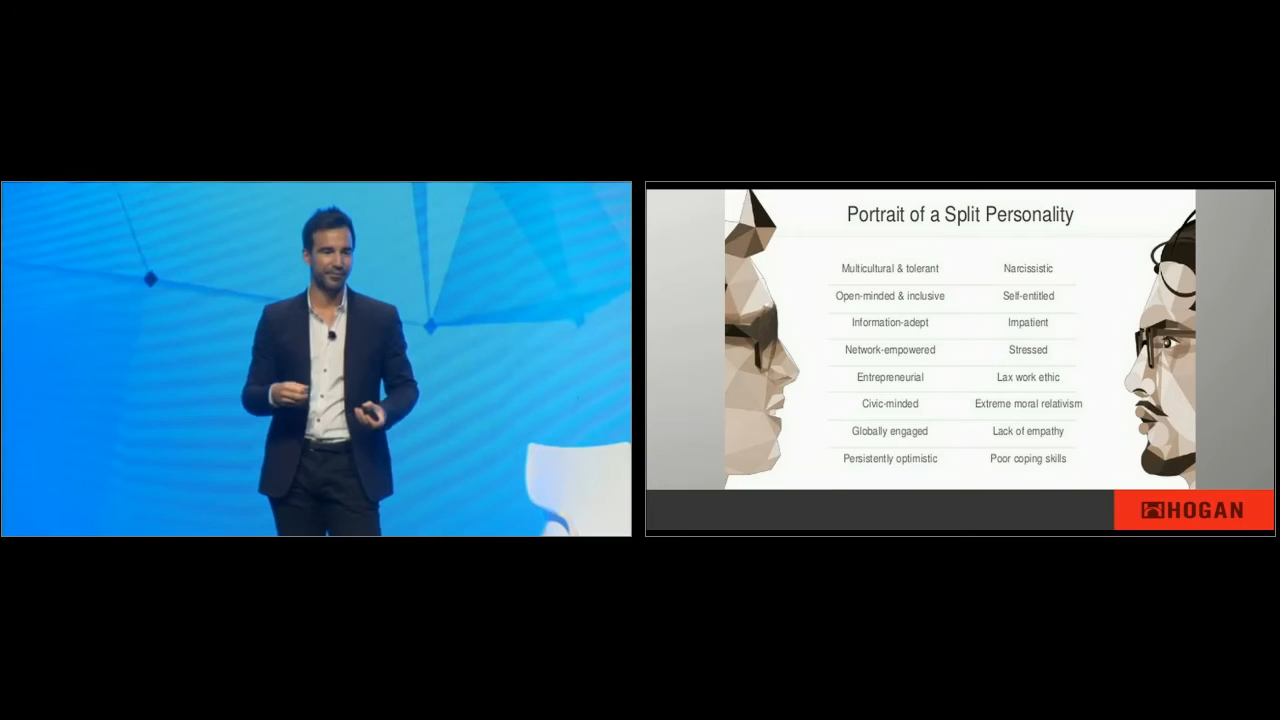 Portrait of a Split Personality
Multicultural & tolerant Narcissistic
Open-minded & inclusive Self-entitled
Information-adept Impatient
Network-empowered Stressed
Entrepreneurial Lax work ethic
Civic-minded Extreme moral relativism
Globally engaged Lack of empathy
Persistently optimistic Poor coping skills
HOGAN